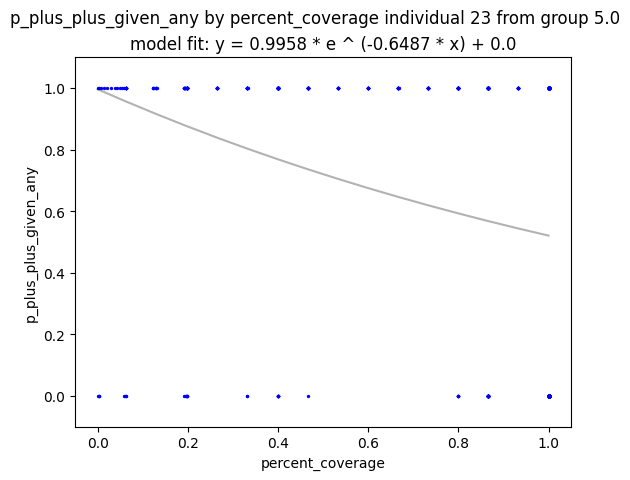 p_plus_plus_given_any by percent_coverage individual 23 from group 5.0
model fit: y = 0.9958 * e ^ (-0.6487 * x) + 0.0
1.0
0.8
0.6
0.4
0.2
0.0
p_plus_plus_given_any
0.0 0.2 0.4 0.6 0.8 1.0
percent_coverage